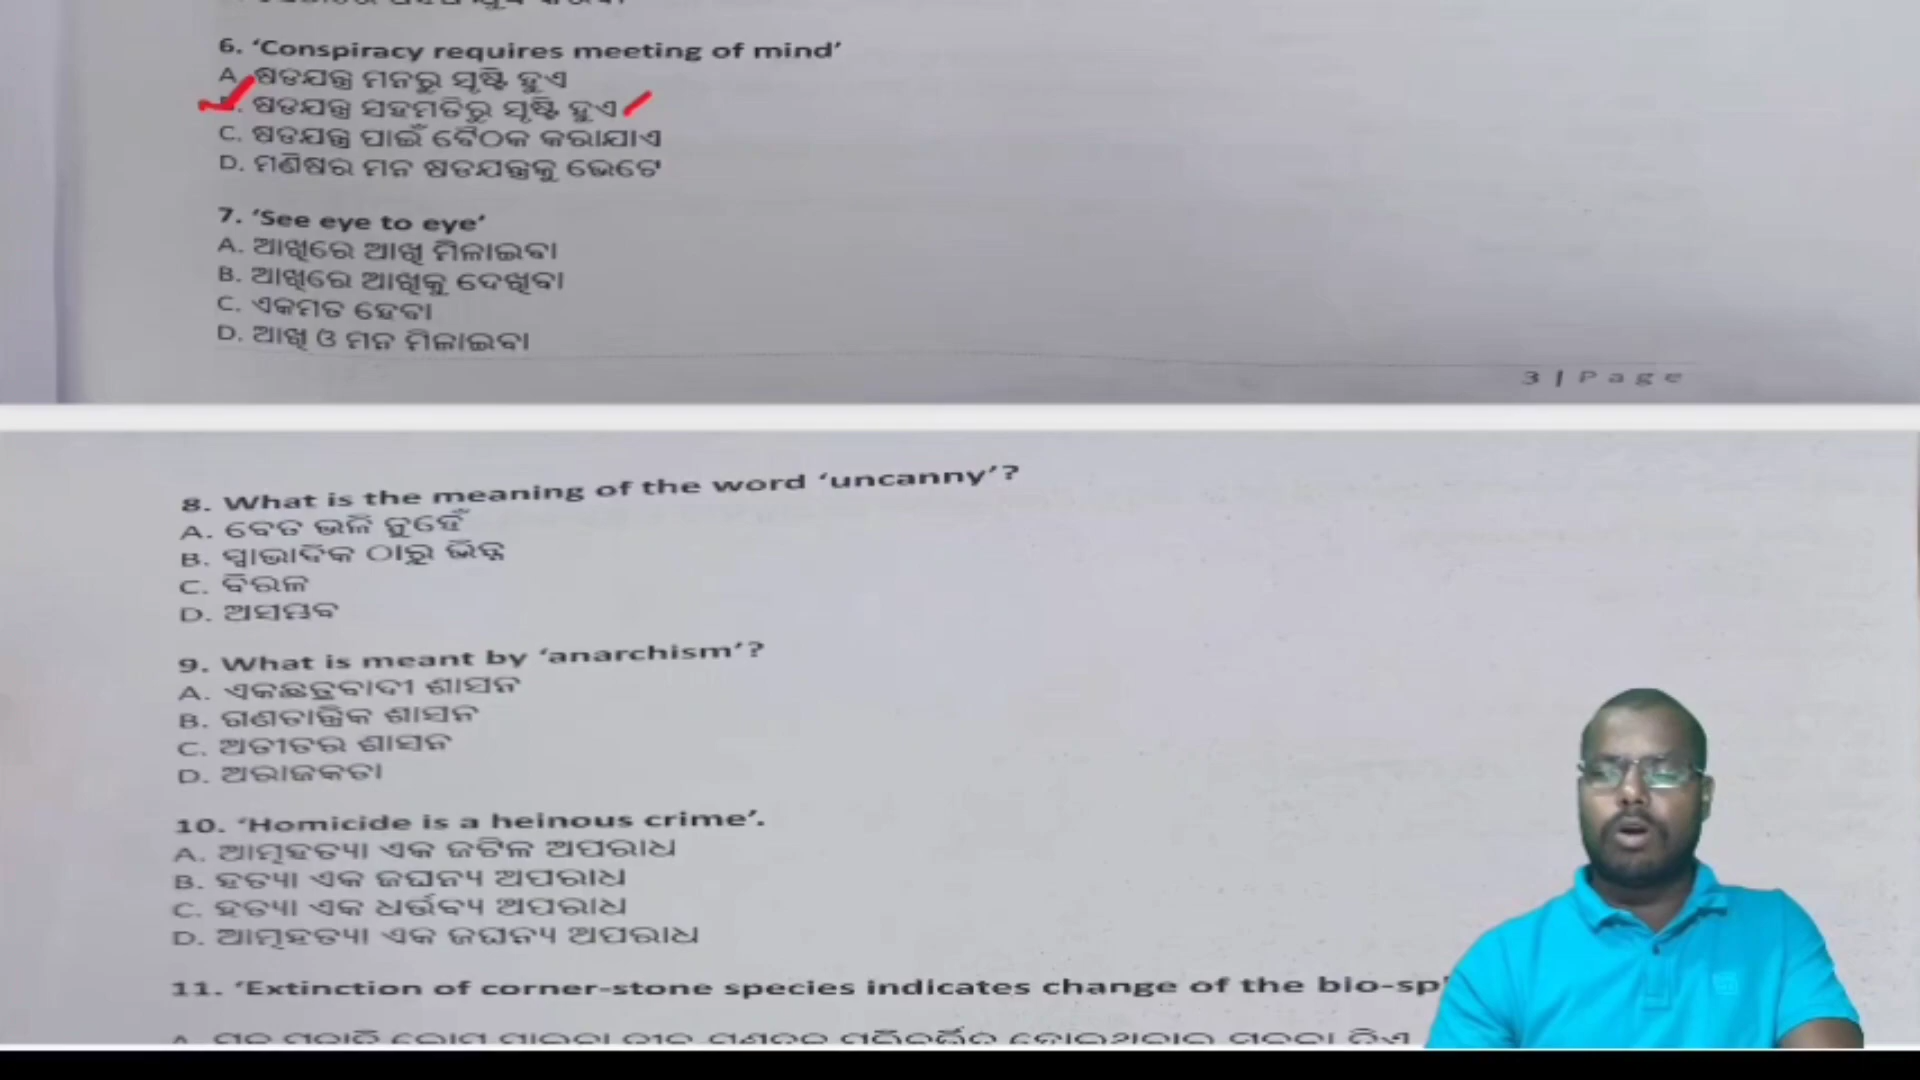 6. ‘Conspiracy requires meeting of mind’
A. ଷଡଯନ୍ତ୍ର ମନରୁ ସୃଷ୍ଟି ହୁଏ
B. ଷଡଯନ୍ତ୍ର ସହମତିରୁ ସୃଷ୍ଟି ହୁଏ
C. ଷଡଯନ୍ତ୍ର ପାଇଁ ବୈଠକ କରାଯାଏ
D. ମଣିଷର ମନ ଷଡଯନ୍ତ୍ରକୁ ଭେଟେ
7. ‘See eye to eye’
A. ଆଖିରେ ଆଖି ମିଳାଇବା
B. ଆଖିରେ ଆଖିକୁ ଦେଖିବା
C. ଏକମତ ହେବା
D. ଆଖି ଓ ମନ ମିଳାଇବା
3 | Page
8. What is the meaning of the word ‘uncanny’?
A. ବେତ ଭଳି ନୁହେଁ
B. ସ୍ୱାଭାବିକ ଠାରୁ ଭିନ୍ନ
C. ବିରଳ
D. ଅସମ୍ଭବ
9. What is meant by ‘anarchism’?
A. ଏକଛତ୍ରବାଦୀ ଶାସନ
B. ଗଣତାନ୍ତ୍ରିକ ଶାସନ
C. ଅତୀତର ଶାସନ
D. ଅରାଜକତା
10. ‘Homicide is a heinous crime’.
A. ଆତ୍ମହତ୍ୟା ଏକ ଜଟିଳ ଅପରାଧ
B. ହତ୍ୟା ଏକ ଜଘନ୍ୟ ଅପରାଧ
C. ହତ୍ୟା ଏକ ଧର୍ତ୍ତବ୍ୟ ଅପରାଧ
D. ଆତ୍ମହତ୍ୟା ଏକ ଜଘନ୍ୟ ଅପରାଧ
11. ‘Extinction of corner-stone species indicates change of the bio-sp